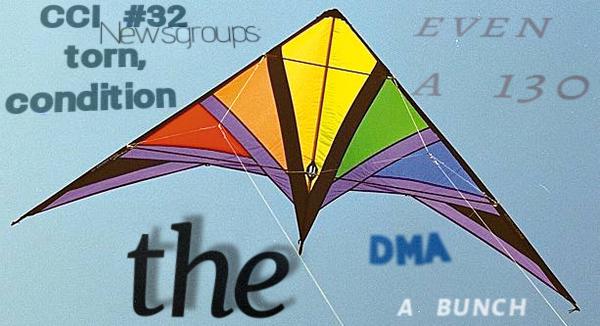 CCI #32
torn,
condition
Newsgroups
EVEN
A 130
the
DMA
A BUNCH